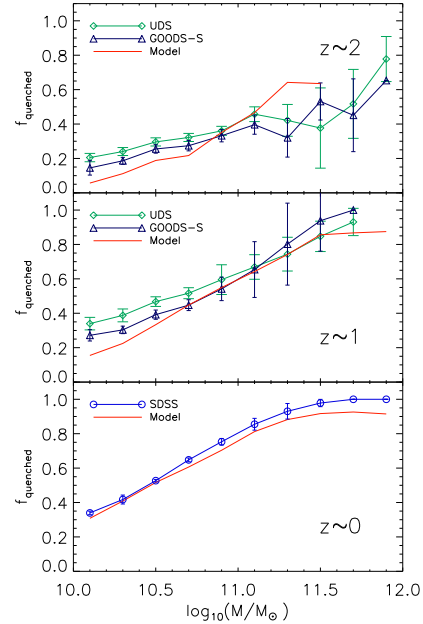 1.0
0.8
0.6
0.4
0.2
0.0
f_quenched
UDS
GOODS-S
Model
z~2
1.0
0.8
0.6
0.4
0.2
0.0
f_quenched
UDS
GOODS-S
Model
z~1
1.0
0.8
0.6
0.4
0.2
0.0
f_quenched
SDSS
Model
z~0
10.0 10.5 11.0 11.5 12.0
log₁₀(M/M☉)